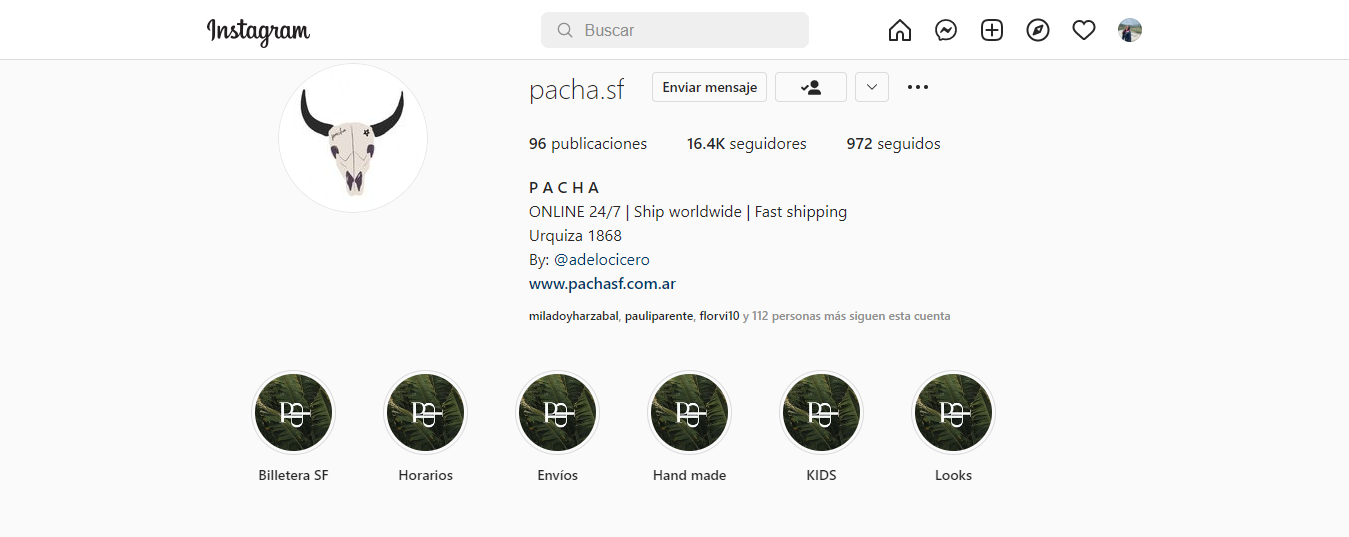 Instagram
Buscar
pacha
pacha.sf
Enviar mensaje
96 publicaciones
16.4K seguidores
972 seguidos
P A C H A
ONLINE 24/7 | Ship worldwide | Fast shipping
Urquiza 1868
By: @adelocicero
www.pachasf.com.ar
miladoyharzabal, pauliparente, florvi10 y 112 personas más siguen esta cuenta
Billetera SF
Horarios
Envíos
Hand made
KIDS
Looks